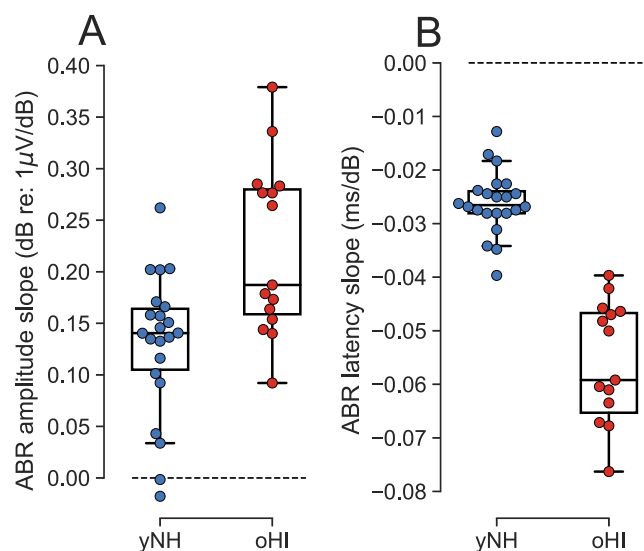 A
ABR amplitude slope (dB re: 1μV/dB)
0.40
0.35
0.30
0.25
0.20
0.15
0.10
0.05
0.00
yNH
oHI
B
ABR latency slope (ms/dB)
0.00
−0.01
−0.02
−0.03
−0.04
−0.05
−0.06
−0.07
−0.08
yNH
oHI